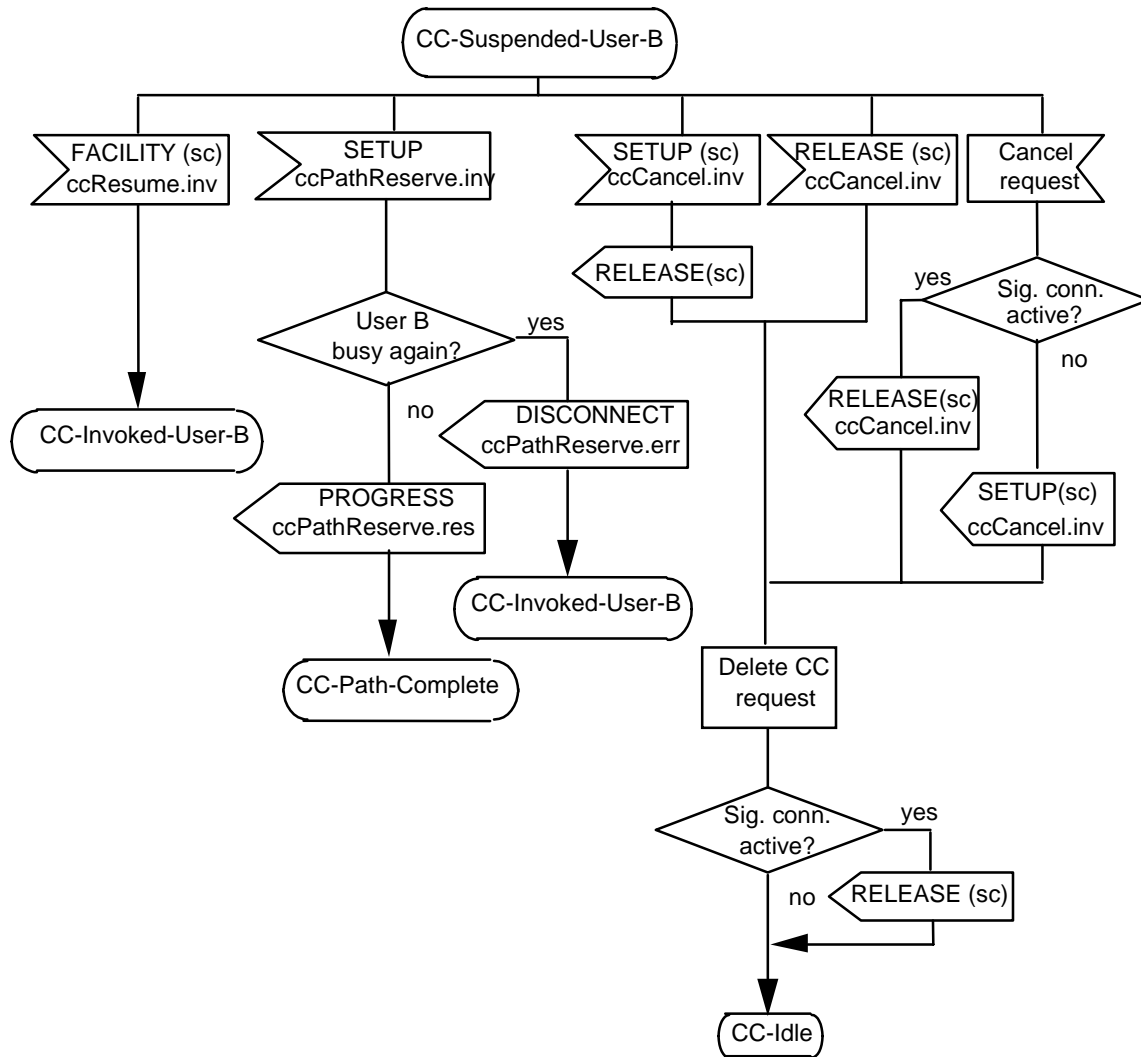 CC-Suspended-User-B
FACILITY (sc)
ccResume.inv
SETUP
ccPathReserve.inv
SETUP (sc)
ccCancel.inv
RELEASE (sc)
ccCancel.inv
Cancel
request
RELEASE(sc)
yes
Sig. conn.
active?
no
User B
busy again?
yes
no
RELEASE(sc)
ccCancel.inv
CC-Invoked-User-B
DISCONNECT
ccPathReserve.err
PROGRESS
ccPathReserve.res
SETUP(sc)
ccCancel.inv
CC-Invoked-User-B
CC-Path-Complete
Delete CC
request
Sig. conn.
active?
yes
no
RELEASE (sc)
CC-Idle